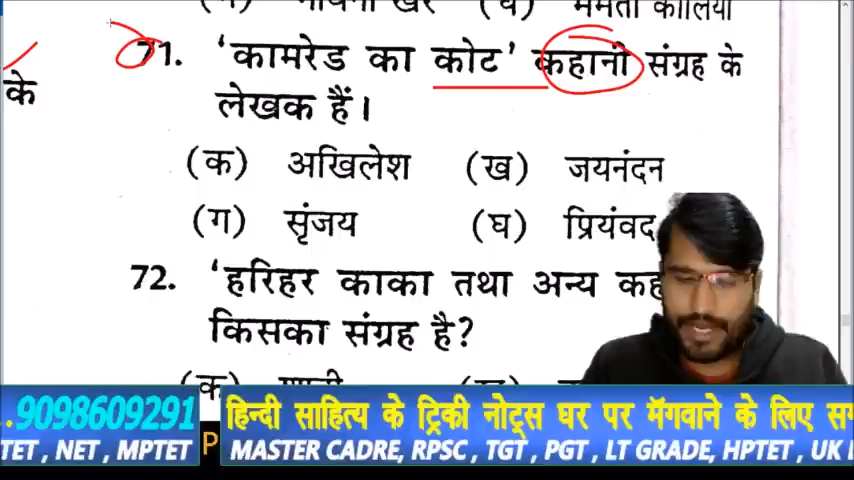 (घ) ममता कालिया
71. 'कामरेड का कोट' कहानी संग्रह के
के
लेखक हैं।
(क) अखिलेश (ख) जयनंदन
(ग) सृंजय (घ) प्रियंवद
72. 'हरिहर काका तथा अन्य
किसका संग्रह है?
(क)
9098609291 हिन्दी साहित्य के ट्रिकी नोट्स घर पर मॅगवाने के लिए
TET , NET , MPTET MASTER CADRE, RPSC , TGT , PGT , LT GRADE, HPTET , UK